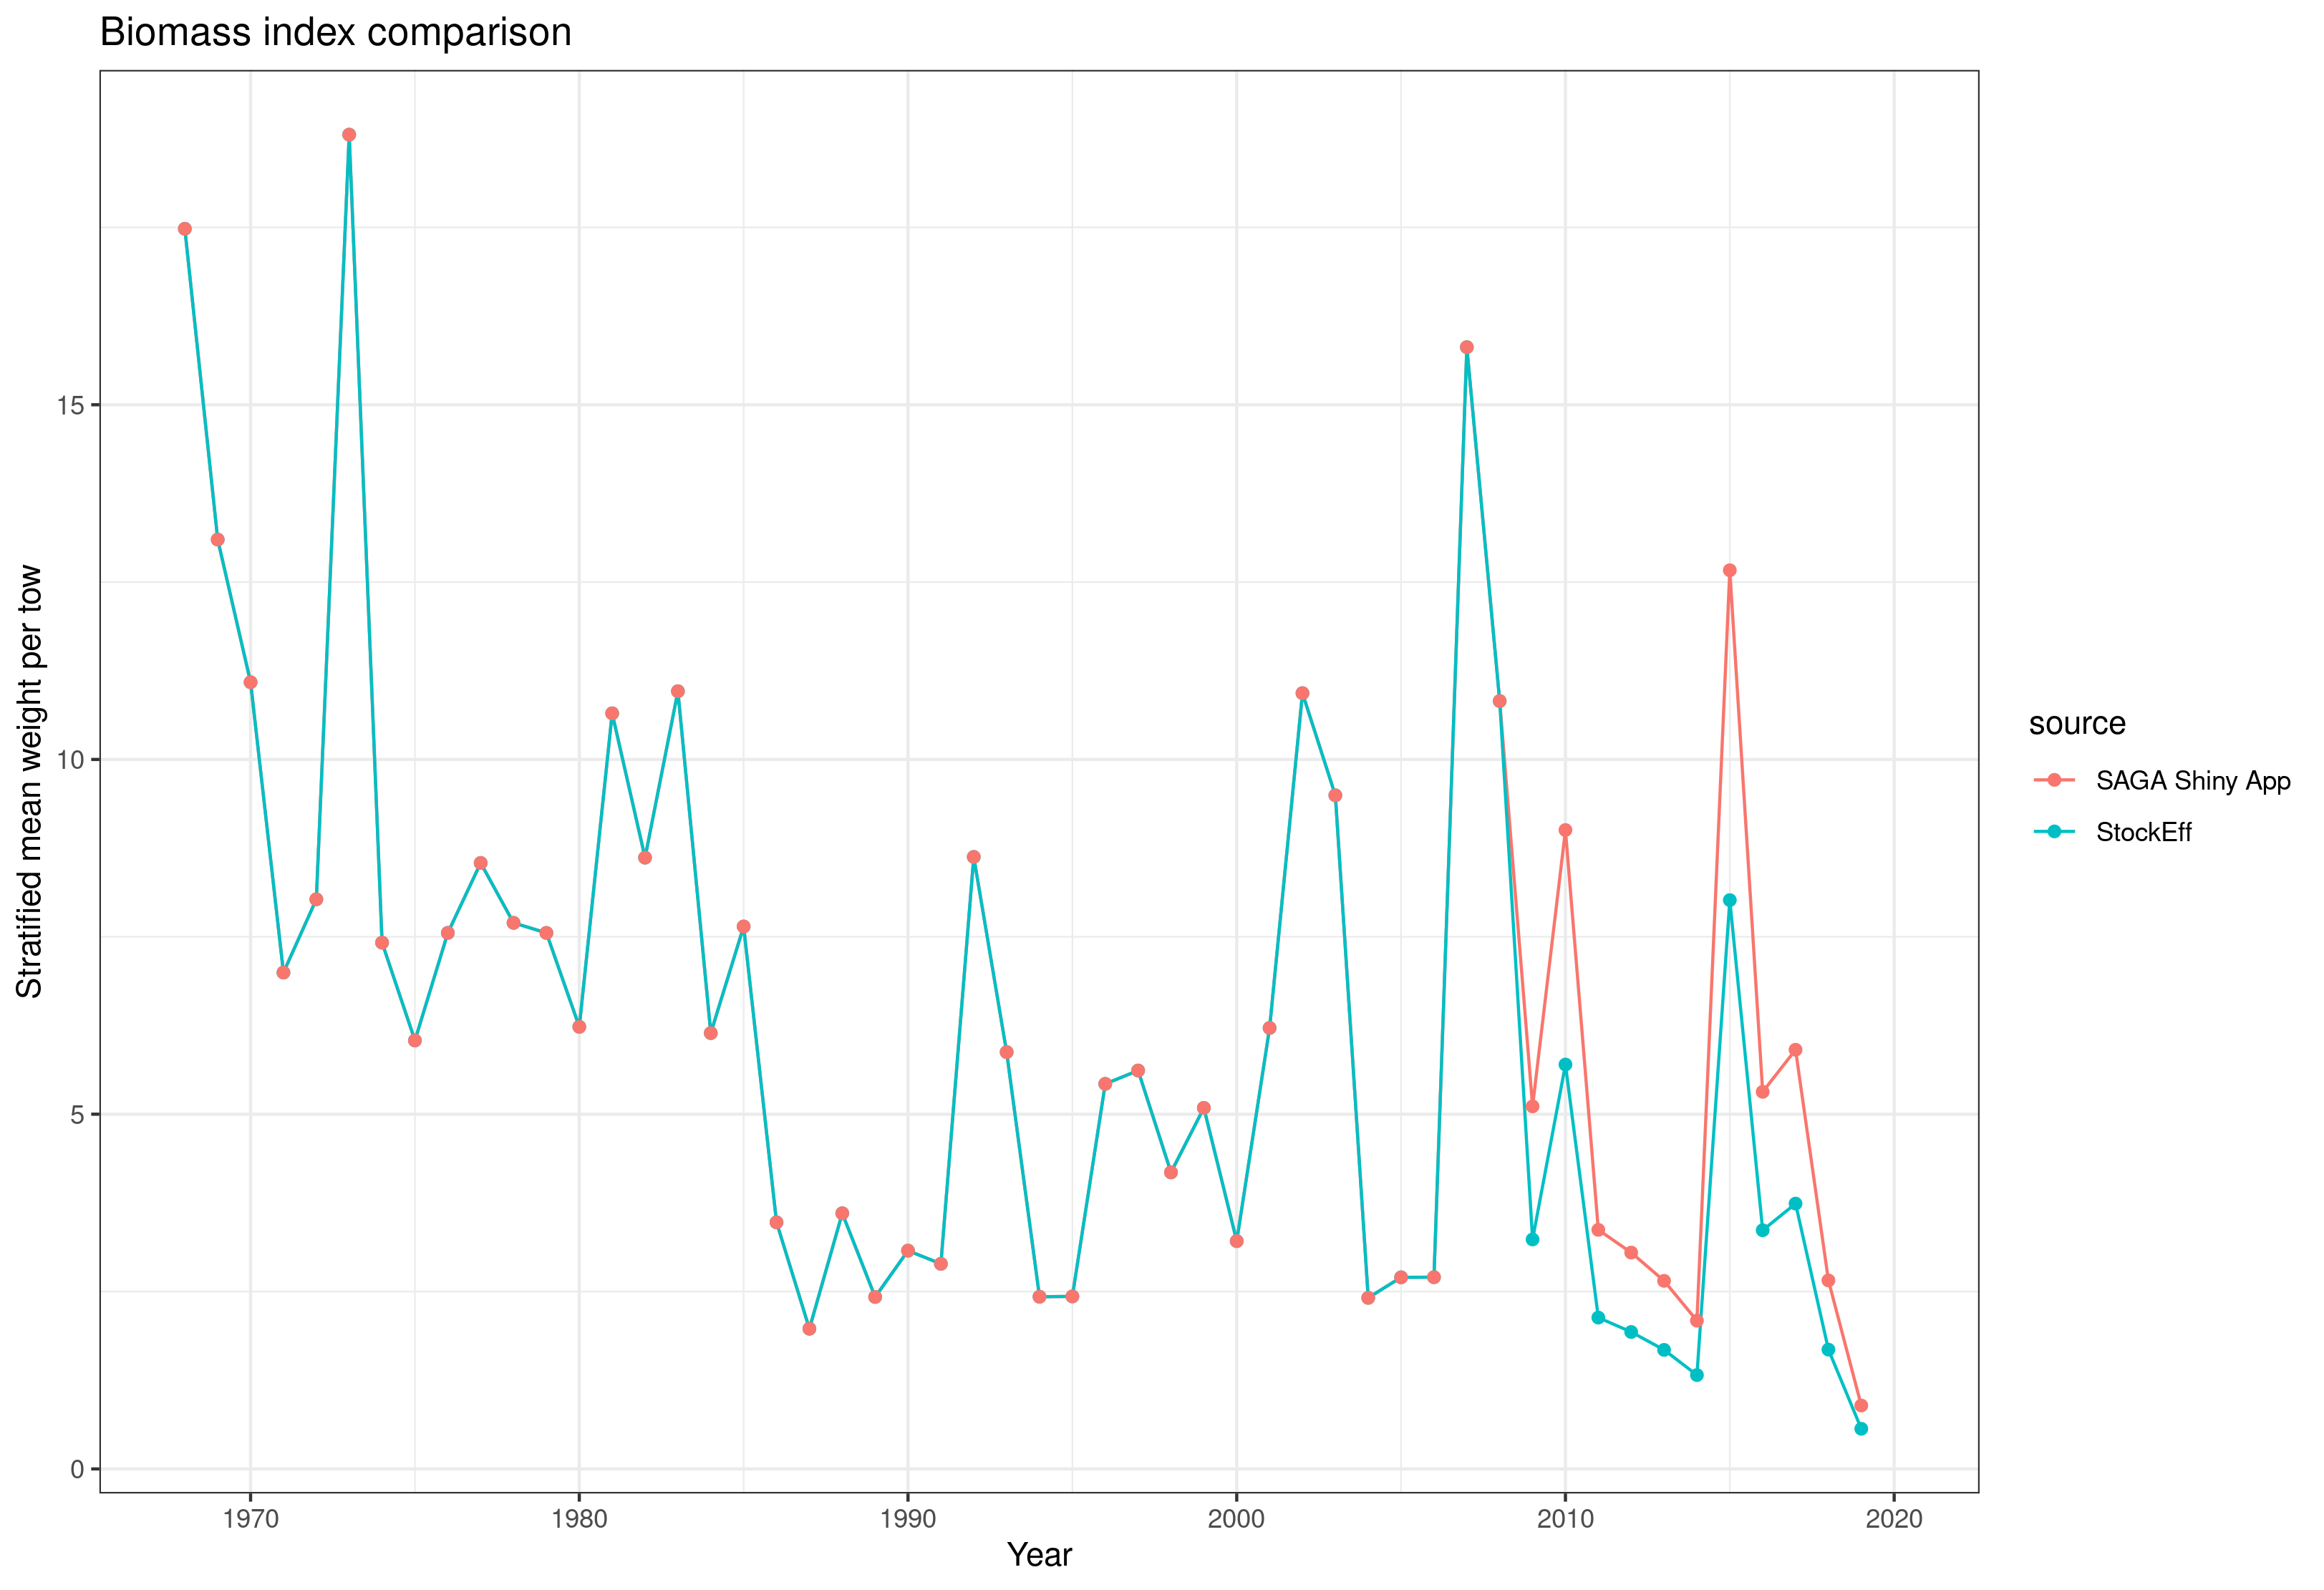 Biomass index comparison
Stratified mean weight per tow
15
10
5
0
1970
1980
1990
2000
2010
2020
Year
source
SAGA Shiny App
StockEff